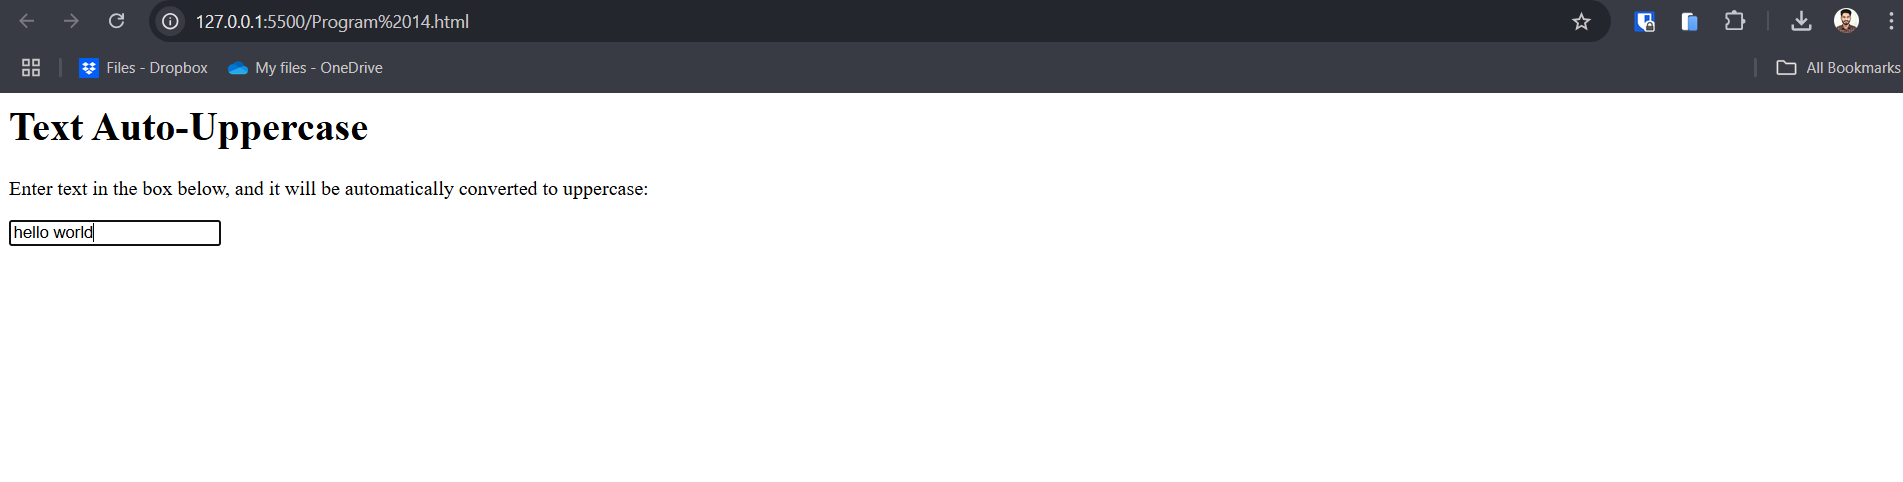 127.0.0.1:5500/Program%2014.html
Files - Dropbox My files - OneDrive All Bookmarks
Text Auto-Uppercase
Enter text in the box below, and it will be automatically converted to uppercase:
hello world